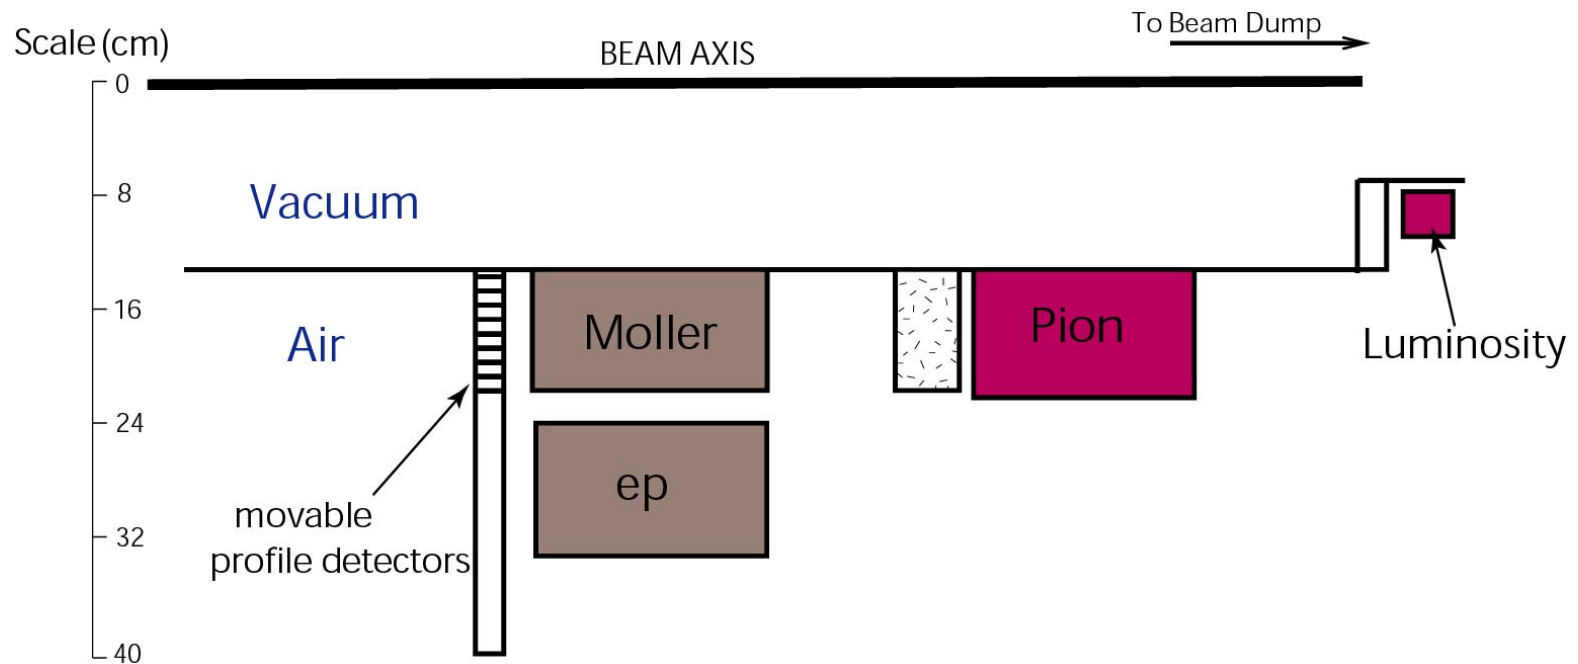 To Beam Dump
Scale (cm)
BEAM AXIS
0
8
Vacuum
16
Moller
Pion
Air
Luminosity
24
ep
movable
32
profile detectors
40